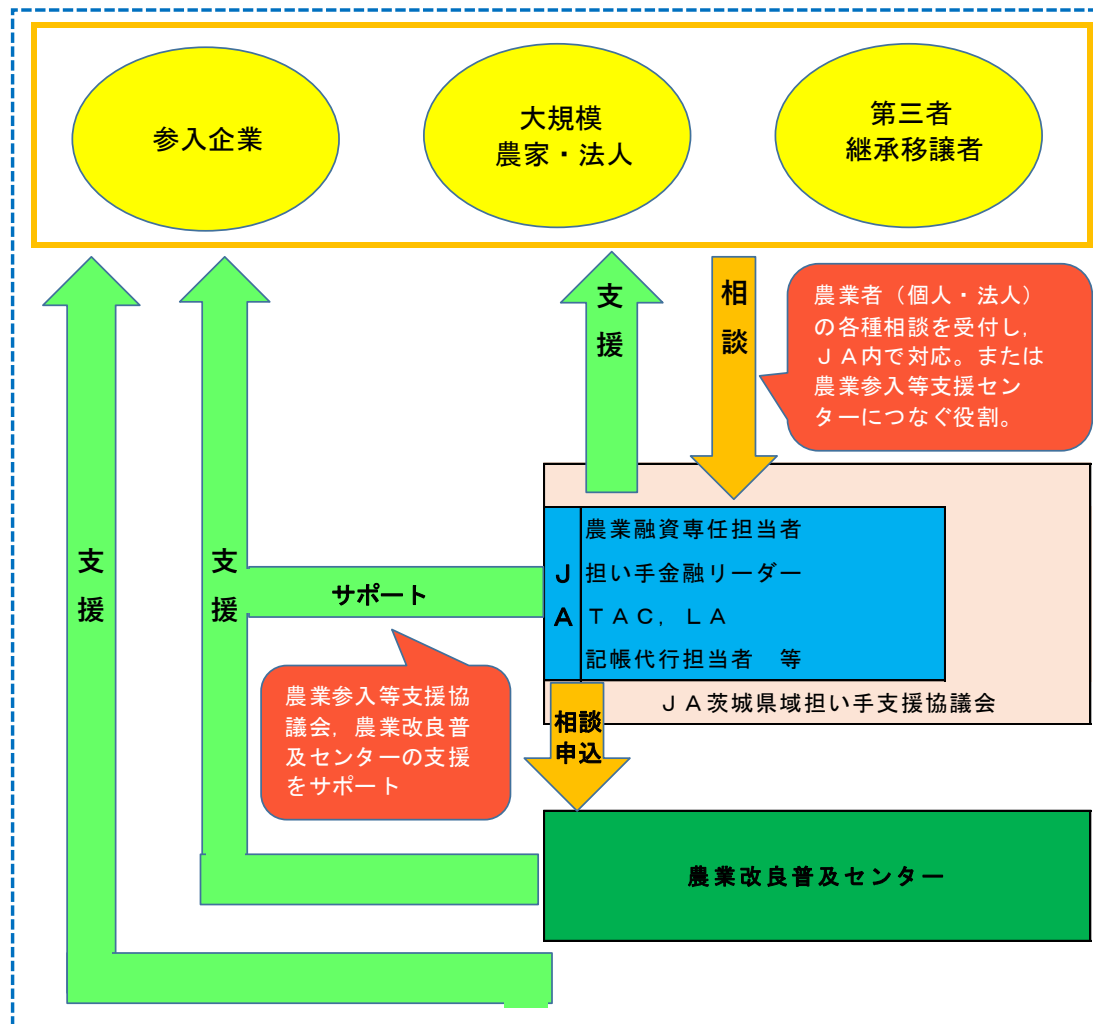 参入企業
大規模
農家・法人
第三者
継承移譲者
支援
相談
農業者（個人・法人）
の各種相談を受付し，
ＪＡ内で対応。または
農業参入等支援セン
ターにつなぐ役割。
支援
支援
サポート
ＪＡ
農業融資専任担当者
担い手金融リーダー
ＴＡＣ，ＬＡ
記帳代行担当者　等
ＪＡ茨城県域担い手支援協議会
農業参入等支援協
議会，農業改良普
及センターの支援
をサポート
相談
申込
農業改良普及センター